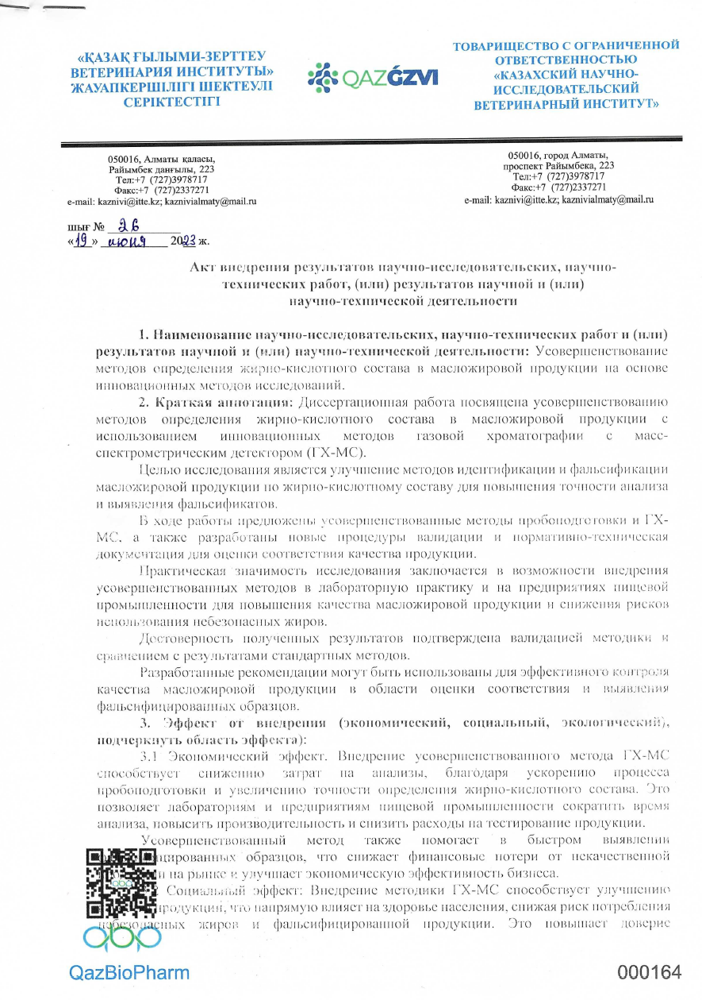 «ҚАЗАҚ ҒЫЛЫМИ-ЗЕРТТЕУ
ВЕТЕРИНАРИЯ ИНСТИТУТЫ»
ЖАУАПКЕРШІЛІГІ ШЕКТЕУЛІ
СЕРІКТЕСТІГІ
QAZǴZVI
ТОВАРИЩЕСТВО С ОГРАНИЧЕННОЙ
ОТВЕТСТВЕННОСТЬЮ
«КАЗАХСКИЙ НАУЧНО-
ИССЛЕДОВАТЕЛЬСКИЙ
ВЕТЕРИНАРНЫЙ ИНСТИТУТ»
050016, Алматы қаласы,
Райымбек даңғылы, 223
Тел:+7 (727)3978717
Факс:+7 (727)2337271
e-mail: kaznivi@itte.kz; kaznivialmaty@mail.ru
050016, город Алматы,
проспект Райымбека, 223
Тел:+7 (727)3978717
Факс:+7 (727)2337271
e-mail: kaznivi@itte.kz; kaznivialmaty@mail.ru
шығ № 26
«19» июня 2023 ж.
Акт внедрения результатов научно-исследовательских, научно-
технических работ, (или) результатов научной и (или)
научно-технической деятельности
1. Наименование научно-исследовательских, научно-технических работ и (или)
результатов научной и (или) научно-технической деятельности: Усовершенствование
методов определения жирно-кислотного состава в масложировой продукции на основе
инновационных методов исследований.
2. Краткая аннотация: Диссертационная работа посвящена усовершенствованию
методов определения жирно-кислотного состава в масложировой продукции с
использованием инновационных методов газовой хроматографии с масс-
спектрометрическим детектором (ГХ-МС).
Целью исследования является улучшение методов идентификации и фальсификации
масложировой продукции по жирно-кислотному составу для повышения точности анализа
и выявления фальсификатов.
В ходе работы предложены усовершенствованные методы пробоподготовки и ГХ-
МС, а также разработаны новые процедуры валидации и нормативно-техническая
документация для оценки соответствия качества продукции.
Практическая значимость исследования заключается в возможности внедрения
усовершенствованных методов в лабораторную практику и на предприятиях пищевой
промышленности для повышения качества масложировой продукции и снижения рисков
использования небезопасных жиров.
Достоверность полученных результатов подтверждена валидацией методики и
сравнением с результатами стандартных методов.
Разработанные рекомендации могут быть использованы для эффективного контроля
качества масложировой продукции в области оценки соответствия и выявления
фальсифицированных образцов.
3. Эффект от внедрения (экономический, социальный, экологический),
подчеркнуть область эффекта):
3.1 Экономический эффект. Внедрение усовершенствованного метода ГХ-МС
способствует снижению затрат на анализы, благодаря ускорению процесса
пробоподготовки и увеличению точности определения жирно-кислотного состава. Это
позволяет лабораториям и предприятиям пищевой промышленности сократить время
анализа, повысить производительность и снизить расходы на тестирование продукции.
Усовершенствованный метод также помогает в быстром выявлении
образцов, что снижает финансовые потери от некачественной
на рынке и улучшает экономическую эффективность бизнеса.
Социальный эффект: Внедрение методики ГХ-МС способствует улучшению
продукции, что напрямую влияет на здоровье населения, снижая риск потребления
небезопасных жиров и фальсифицированной продукции. Это повышает доверие
qbp
QazBioPharm
000164